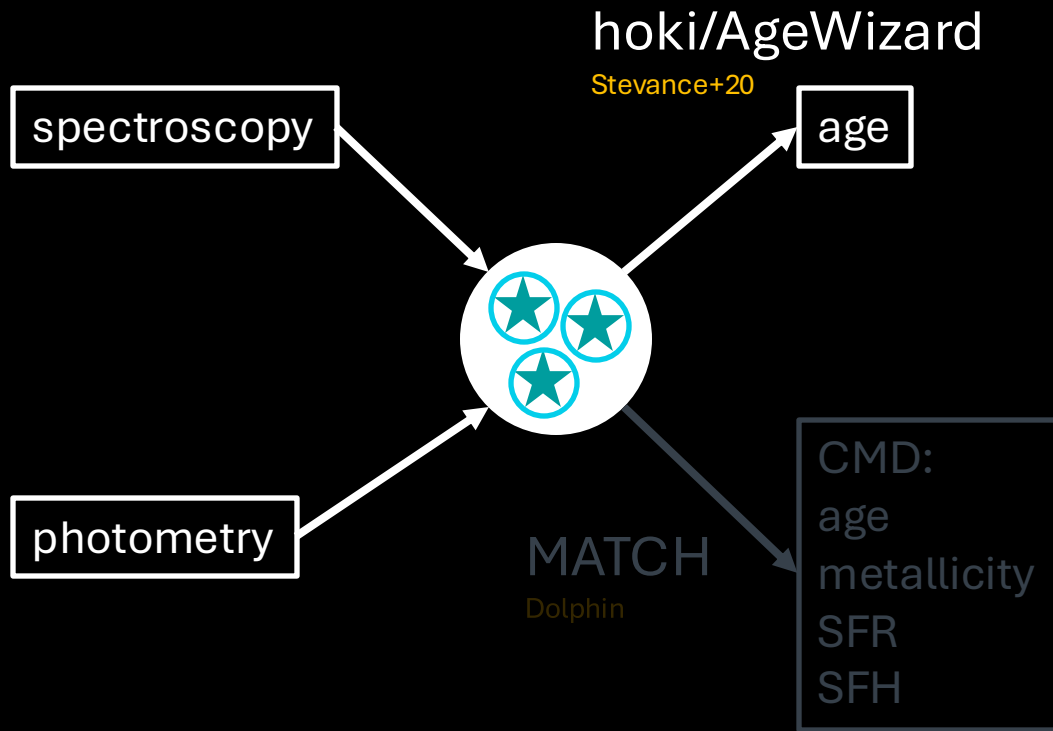 hoki/AgeWizard
Stevance+20
spectroscopy
age
photometry
MATCH
Dolphin
CMD:
age
metallicity
SFR
SFH